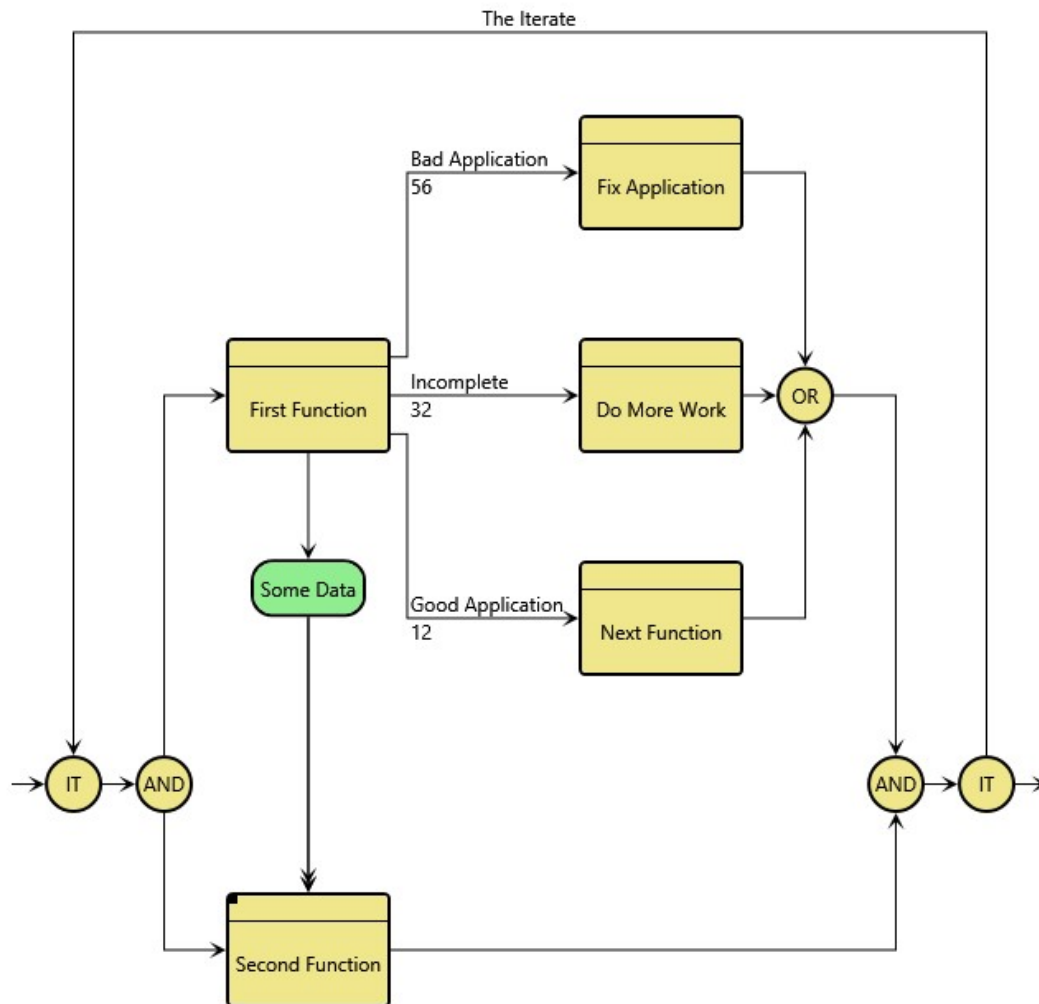 The Iterate
Bad Application
56
Fix Application
First Function
Incomplete
32
Do More Work
OR
Some Data
Good Application
12
Next Function
IT
AND
AND
IT
Second Function